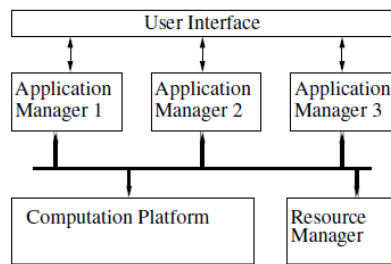 User Interface
Application Application Application
Manager 1 Manager 2 Manager 3
Computation Platform Resource
Manager